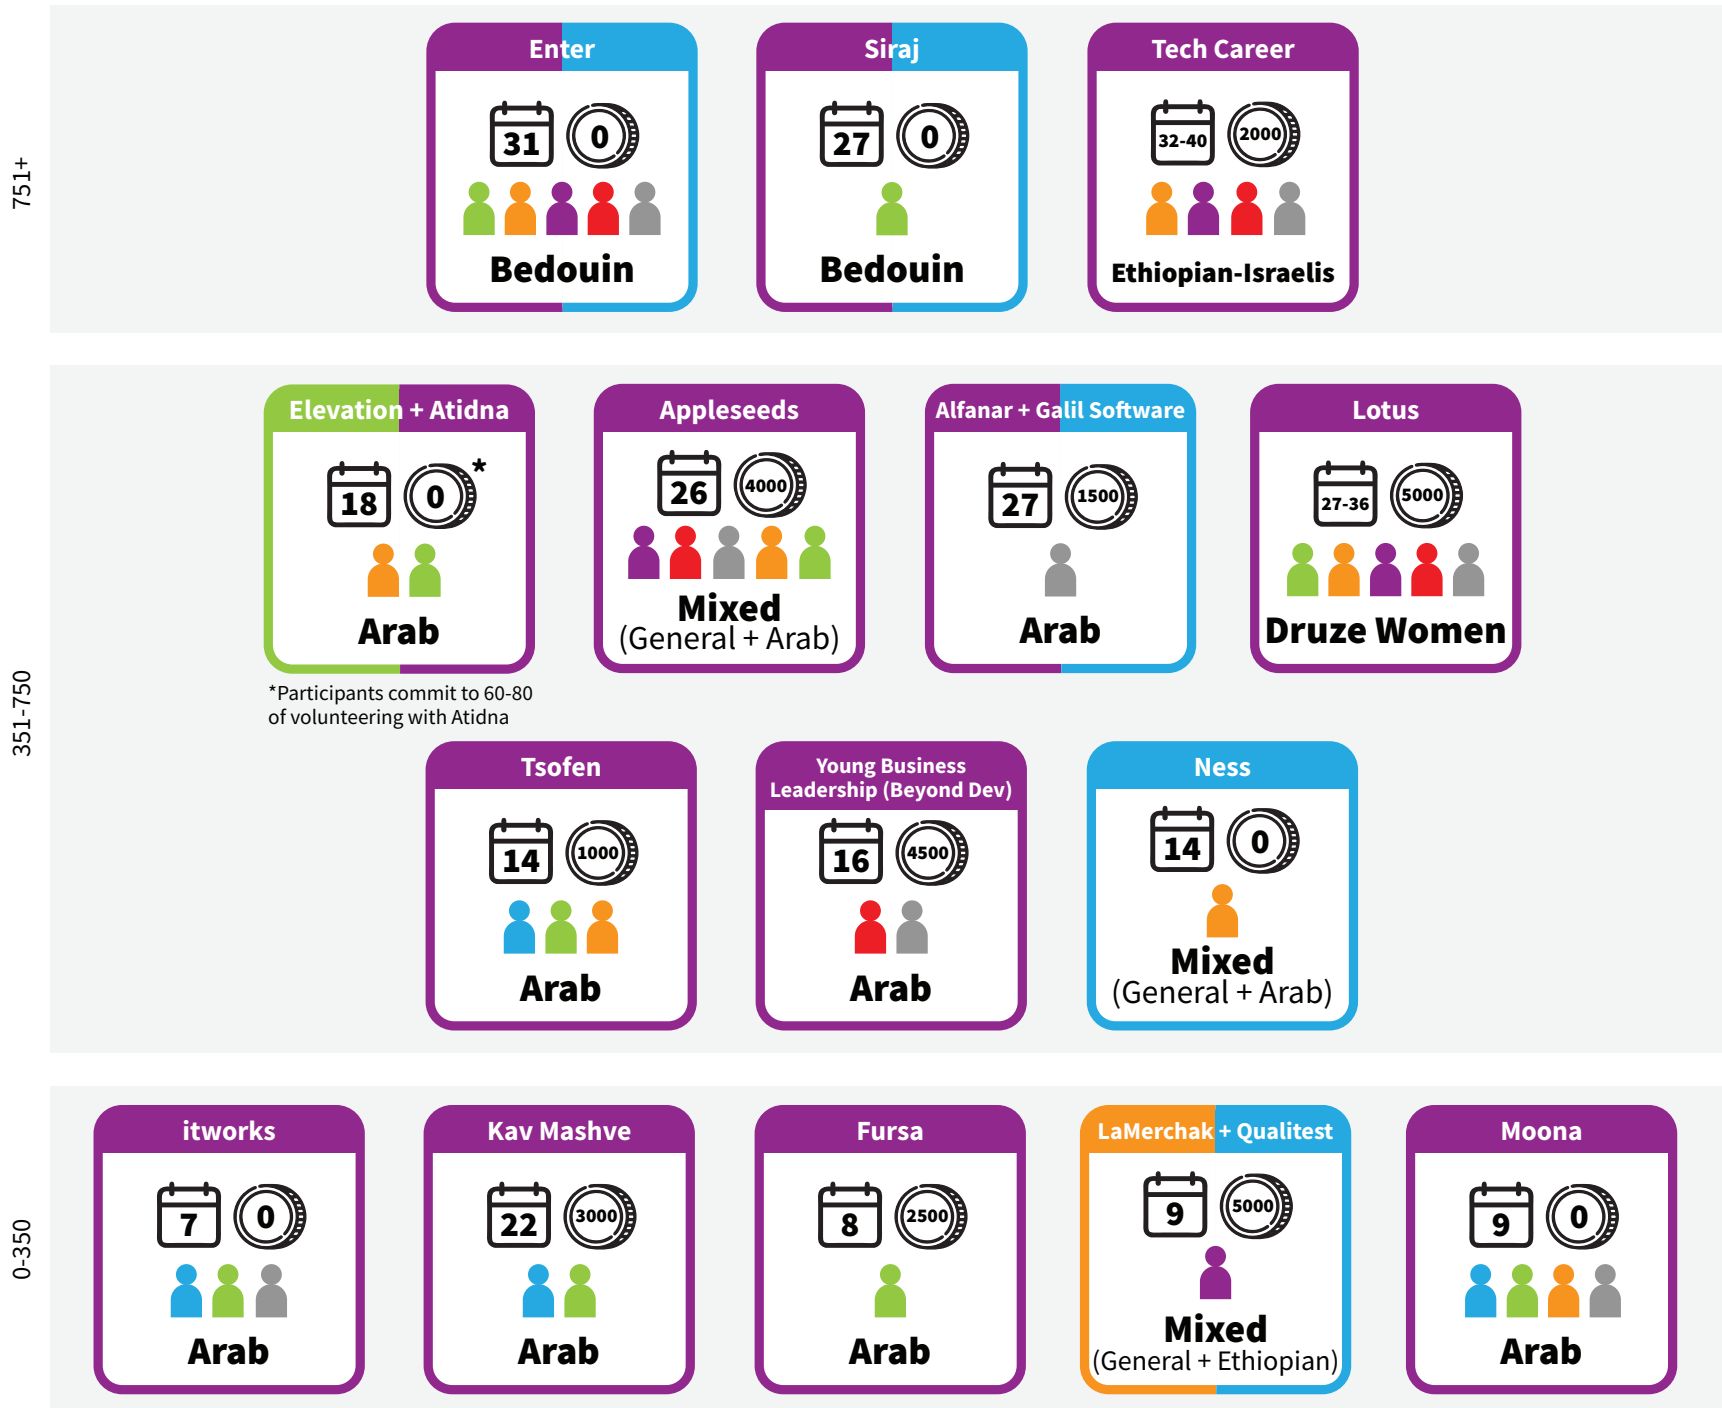 751+
Enter
31
0
Bedouin
Siraj
27
0
Bedouin
Tech Career
32-40
2000
Ethiopian-Israelis
351-750
Elevation + Atidna
18
0
*
Arab
*Participants commit to 60-80
of volunteering with Atidna
Appleseeds
26
4000
Mixed
(General + Arab)
Alfanar + Galil Software
27
1500
Arab
Lotus
27-36
5000
Druze Women
Tsofen
14
1000
Arab
Young Business
Leadership (Beyond Dev)
16
4500
Arab
Ness
14
0
Mixed
(General + Arab)
0-350
itworks
7
0
Arab
Kav Mashve
22
3000
Arab
Fursa
8
2500
Arab
LaMerchak + Qualitest
9
5000
Mixed
(General + Ethiopian)
Moona
9
0
Arab